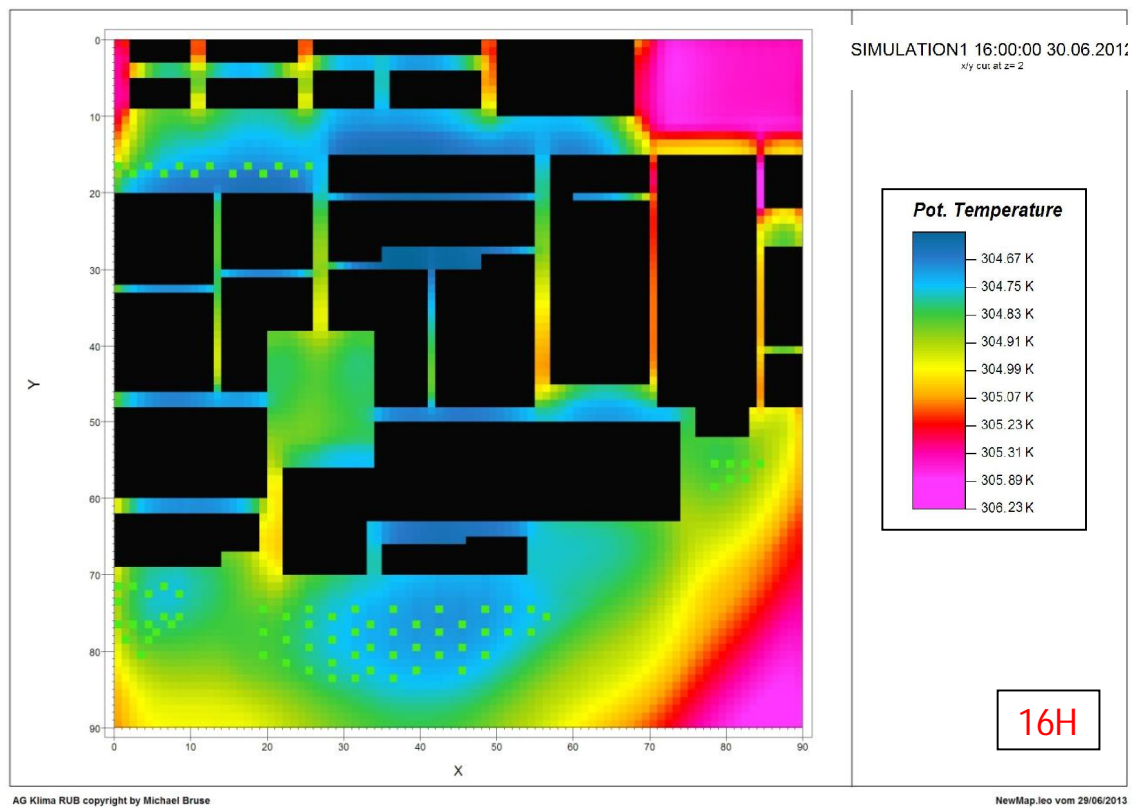 SIMULATION1 16:00:00 30.06.2012
x/y cut at z= 2
0
10
20
30
40
50
60
70
80
90
Y
0 10 20 30 40 50 60 70 80 90
X
Pot. Temperature
304.67 K
304.75 K
304.83 K
304.91 K
304.99 K
305.07 K
305.23 K
305.31 K
305.89 K
306.23 K
16H
AG Klima RUB copyright by Michael Bruse
NewMap.leo vom 29/06/2013